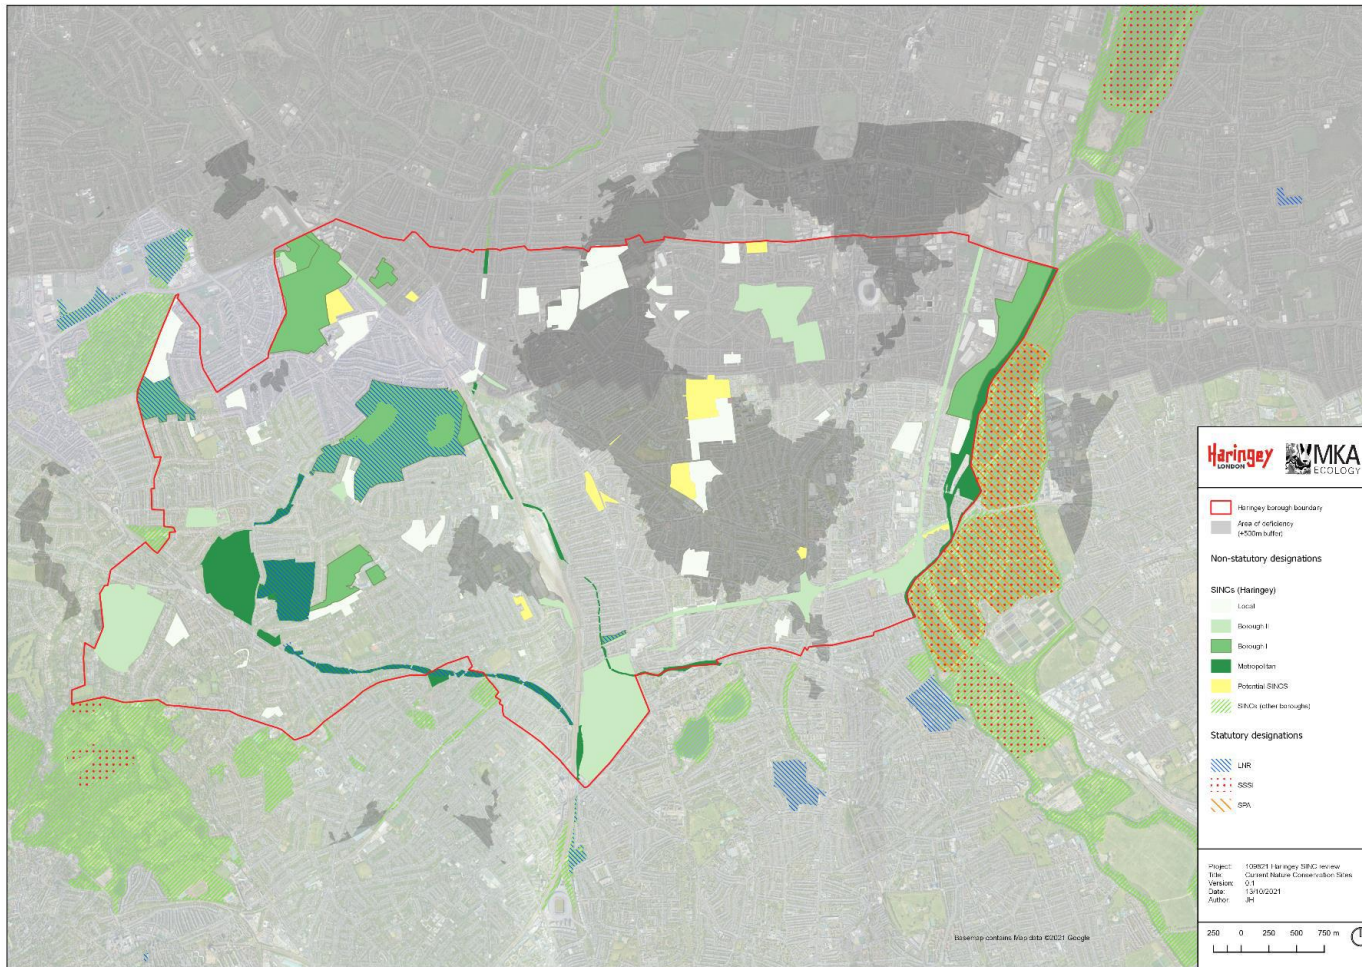 Haringey
LONDON
MKA
ECOLOGY
Haringey borough boundary
Area of deficiency
(+500m buffer)
Non-statutory designations
SINCs (Haringey)
Local
Borough II
Borough I
Metropolitan
Potential SINCS
SINCs (other boroughs)
Statutory designations
LNR
SSSI
SPA
Project: 109821 Haringey SINC review
Title: Current Nature Conservation Sites
Version: 0.1
Date: 13/10/2021
Author: JH
250 0 250 500 750 m
Basemap contains Map data ©2021 Google